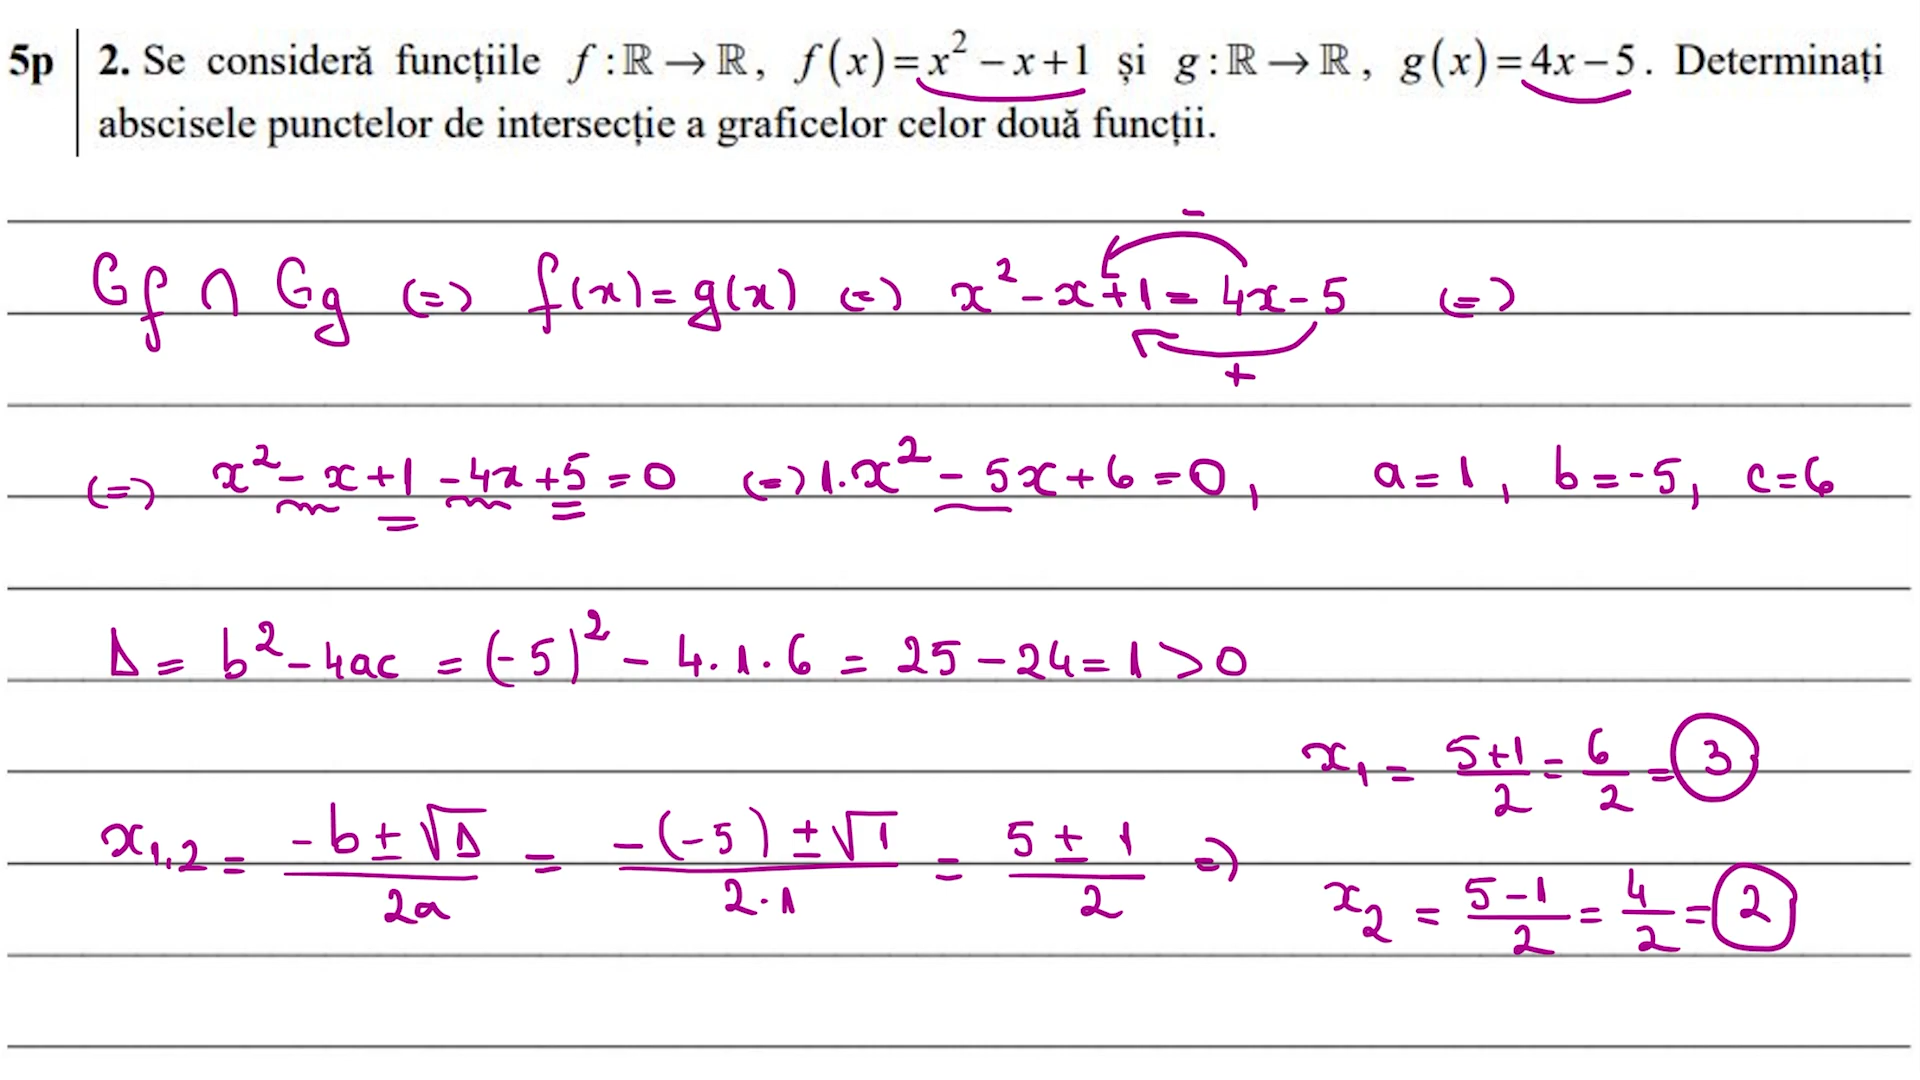 5p 2. Se consideră funcțiile f : ℝ → ℝ, f(x) = x² − x + 1 și g : ℝ → ℝ, g(x) = 4x − 5. Determinați
abscisele punctelor de intersecție a graficelor celor două funcții.
−
Gf ∩ Gg (=) f(x) = g(x) (=) x² − x + 1 = 4x − 5 (=)
+
(=) x² − x + 1 − 4x + 5 = 0 (=) 1·x² − 5x + 6 = 0, a = 1, b = −5, c = 6
Δ = b² − 4ac = (−5)² − 4·1·6 = 25 − 24 = 1 > 0
x₁ = (5+1)/2 = 6/2 = 3
x₁,₂ = (−b ± √Δ)/2a = (−(−5) ± √1)/2·1 = (5 ± 1)/2 =)
x₂ = (5−1)/2 = 4/2 = 2